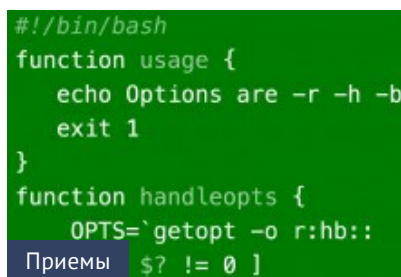 #!/bin/bash
function usage {
echo Options are -r -h -b
exit 1
}
function handleopts {
OPTS=`getopt -o r:hb::
Приемы $? != 0 ]